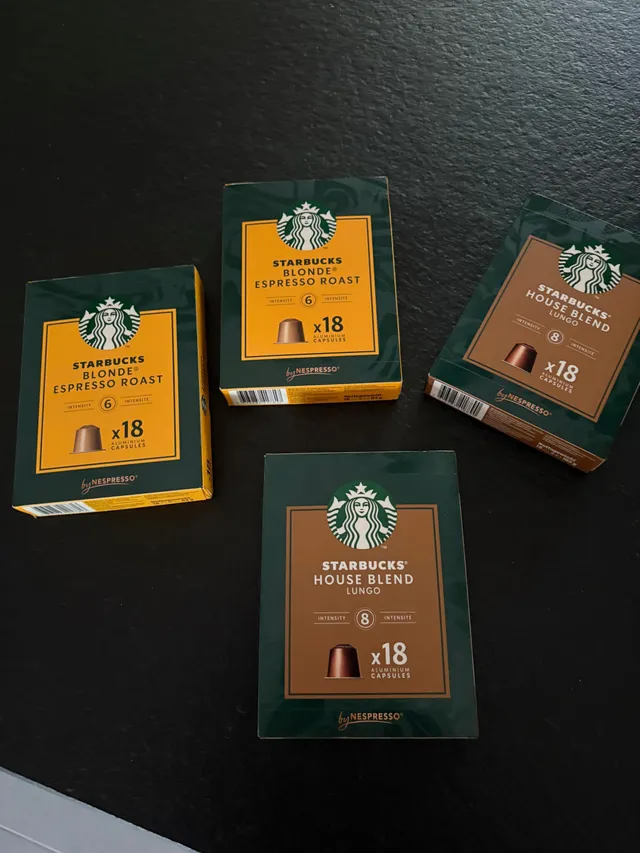 STARBUCKS
BLONDE®
ESPRESSO ROAST
INTENSITY 6 INTENSITÉ
x18
ALUMINIUM
CAPSULES
by NESPRESSO®
STARBUCKS
BLONDE®
ESPRESSO ROAST
INTENSITY 6 INTENSITÉ
x18
ALUMINIUM
CAPSULES
by NESPRESSO®
STARBUCKS®
HOUSE BLEND
LUNGO
INTENSITY 8 INTENSITÉ
x18
ALUMINIUM
CAPSULES
by NESPRESSO®
STARBUCKS®
HOUSE BLEND
LUNGO
INTENSITY 8 INTENSITÉ
x18
ALUMINIUM
CAPSULES
by NESPRESSO®